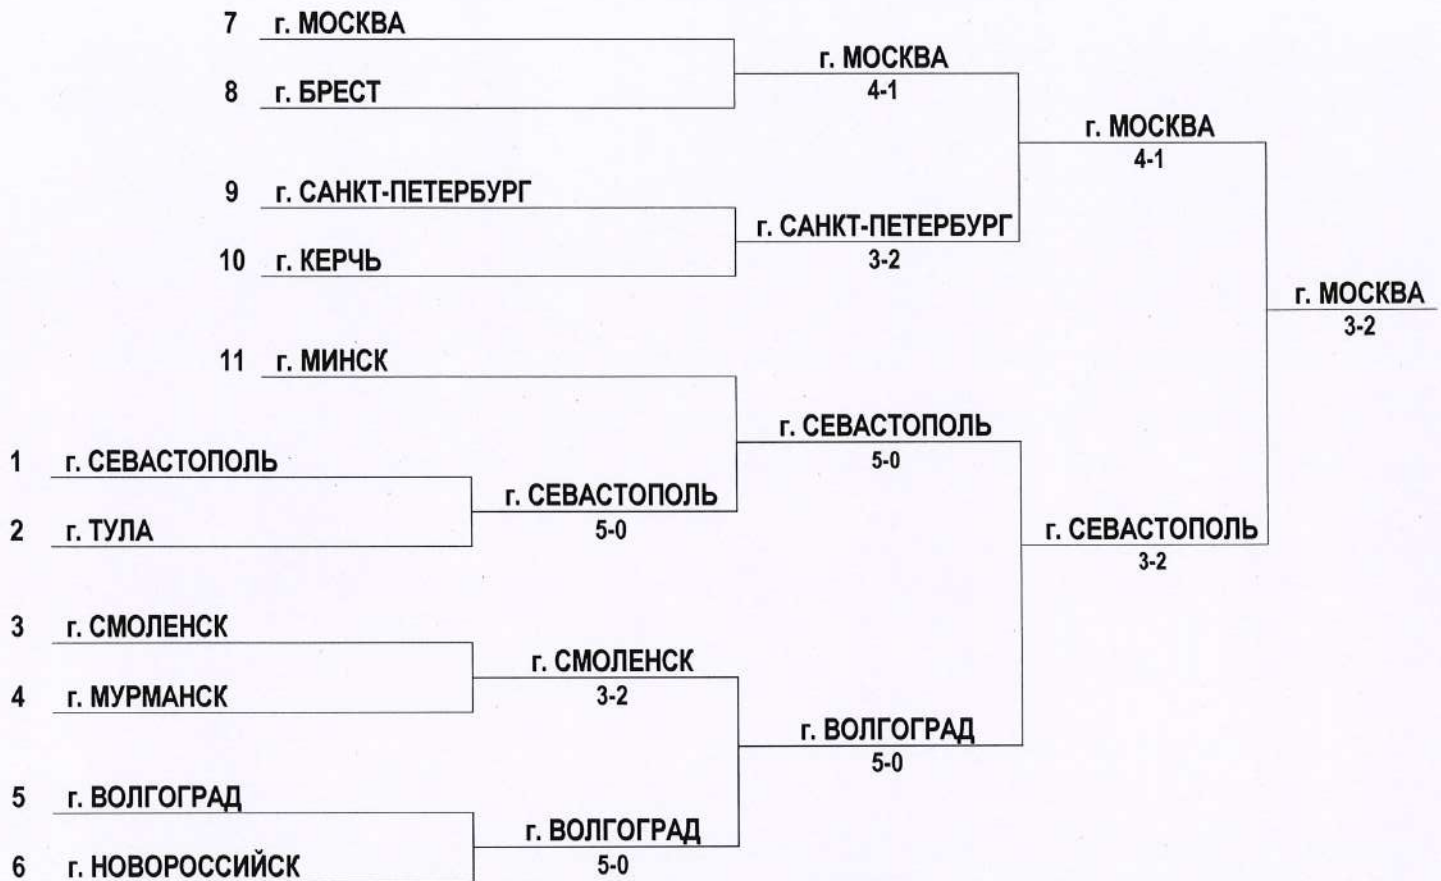 7 г. МОСКВА
г. МОСКВА
4-1
8 г. БРЕСТ
г. МОСКВА
4-1
9 г. САНКТ-ПЕТЕРБУРГ
г. САНКТ-ПЕТЕРБУРГ
3-2
10 г. КЕРЧЬ
г. МОСКВА
3-2
11 г. МИНСК
г. СЕВАСТОПОЛЬ
5-0
1 г. СЕВАСТОПОЛЬ
г. СЕВАСТОПОЛЬ
5-0
2 г. ТУЛА
г. СЕВАСТОПОЛЬ
3-2
3 г. СМОЛЕНСК
г. СМОЛЕНСК
3-2
4 г. МУРМАНСК
г. ВОЛГОГРАД
5-0
5 г. ВОЛГОГРАД
г. ВОЛГОГРАД
5-0
6 г. НОВОРОССИЙСК